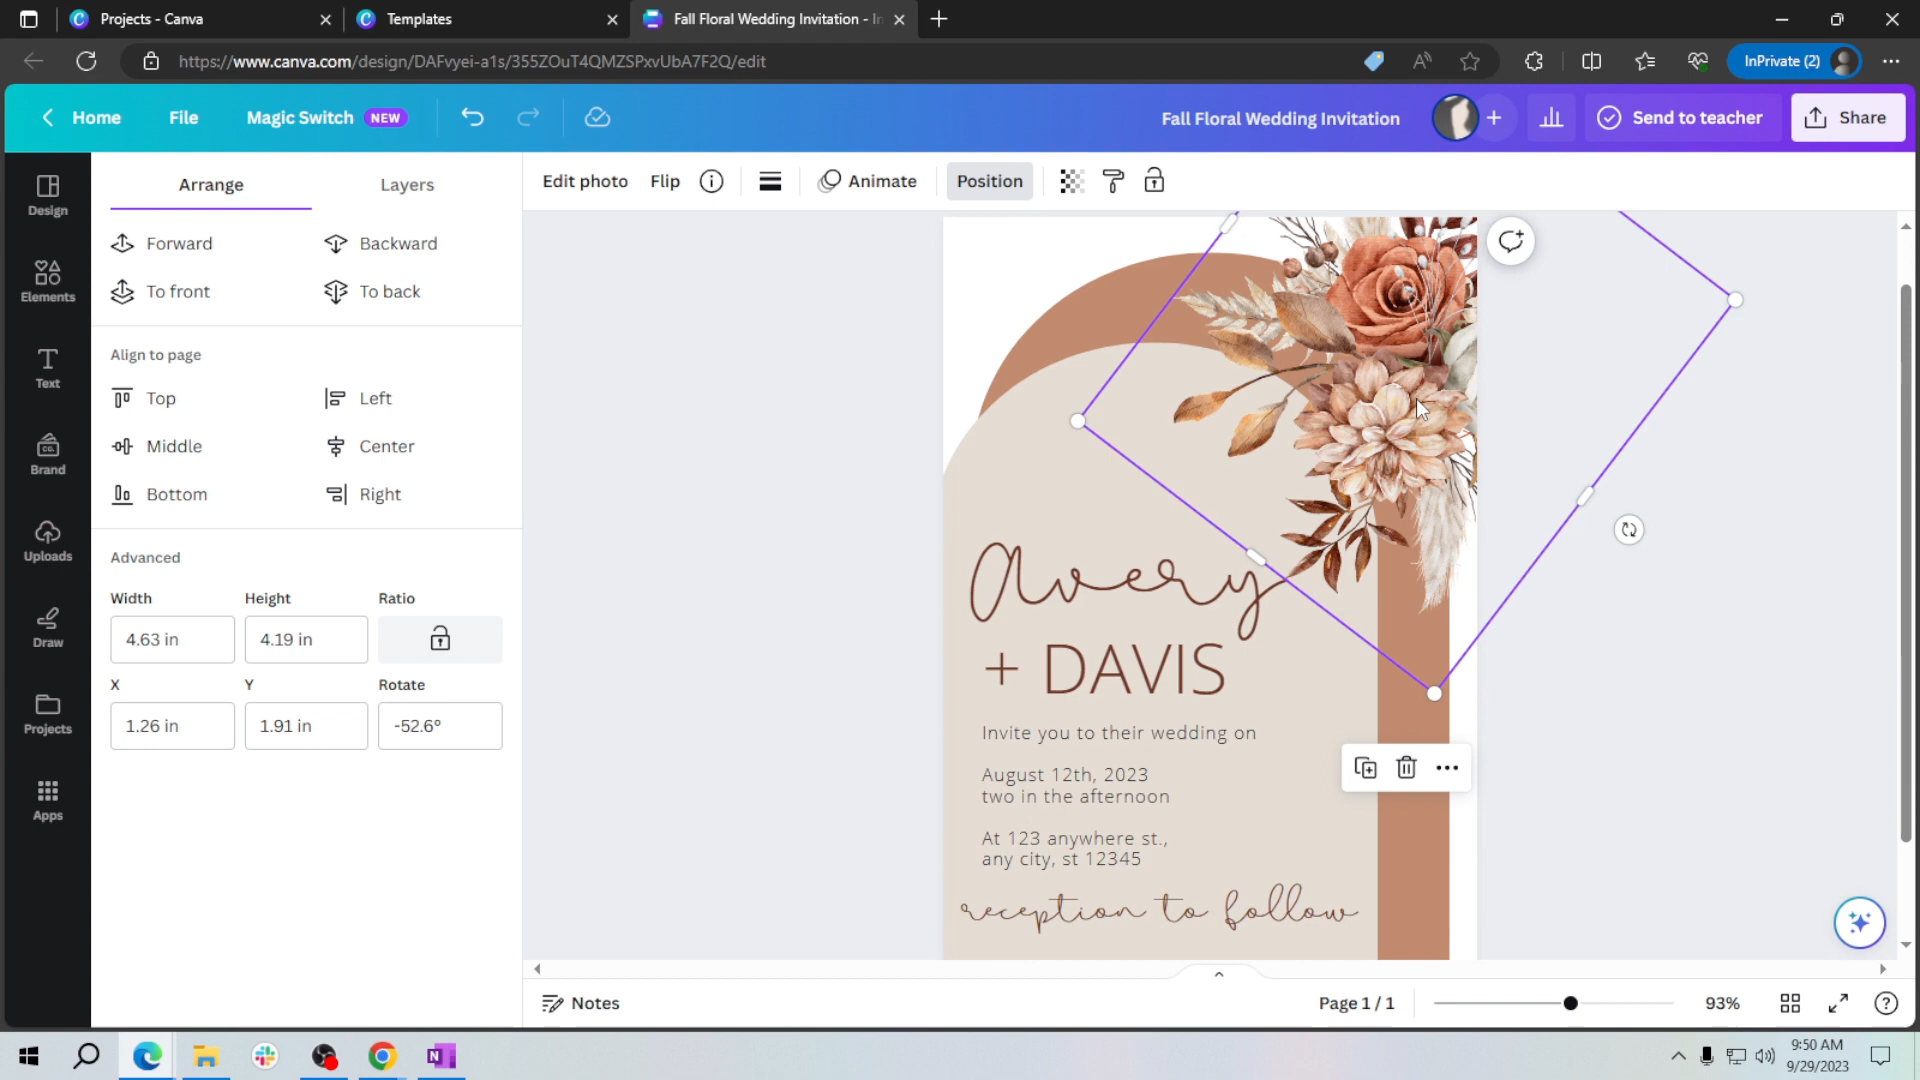 Projects - Canva
Templates
Fall Floral Wedding Invitation - In
https://www.canva.com/design/DAFvyei-a1s/355ZOuT4QMZSPxvUbA7F2Q/edit
InPrivate (2)
Home
File
Magic Switch NEW
Fall Floral Wedding Invitation
Send to teacher
Share
Design
Elements
Text
Brand
Uploads
Draw
Projects
Apps
Arrange
Layers
Forward
Backward
To front
To back
Align to page
Top
Left
Middle
Center
Bottom
Right
Advanced
Width
Height
Ratio
4.63 in
4.19 in
X
Y
Rotate
1.26 in
1.91 in
-52.6°
Edit photo
Flip
Animate
Position
Avery
+ DAVIS
Invite you to their wedding on
August 12th, 2023
two in the afternoon
At 123 anywhere st.,
any city, st 12345
reception to follow
Notes
Page 1 / 1
93%
9:50 AM
9/29/2023